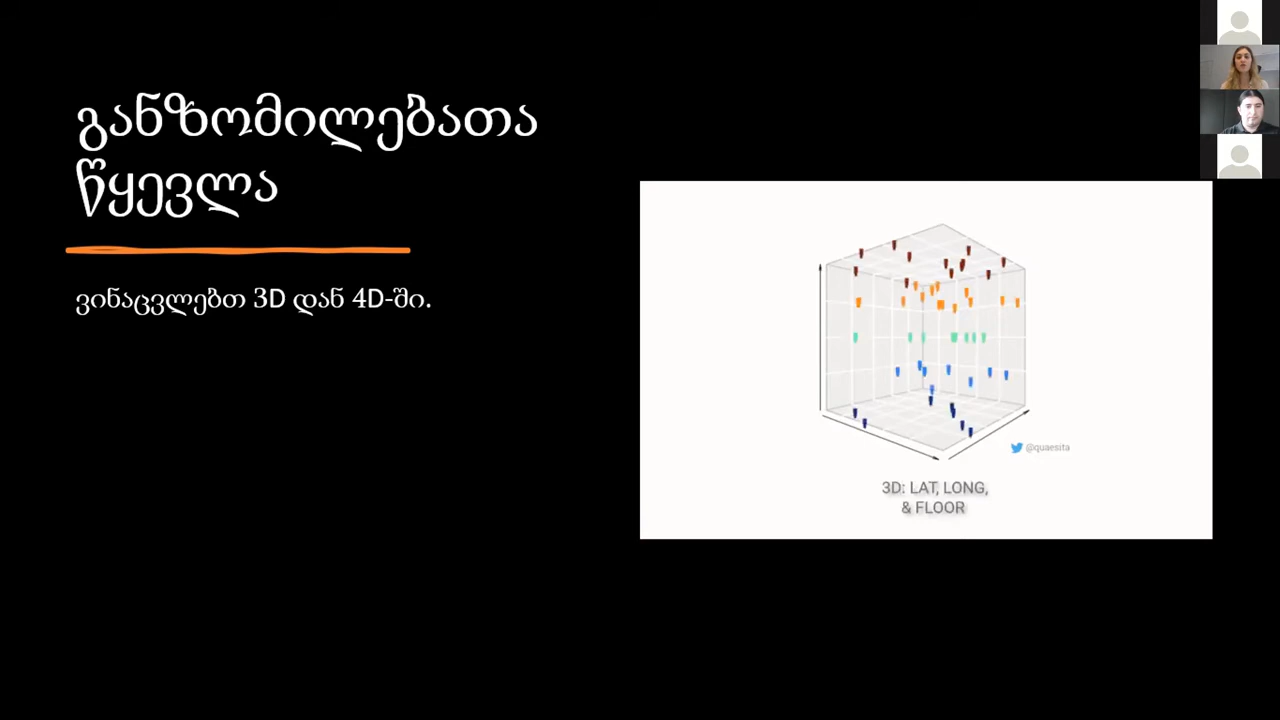 განზომილებათა
წყევლა
ვინაცვლებთ 3D დან 4D-ში.
@quaesita
3D: LAT, LONG,
& FLOOR